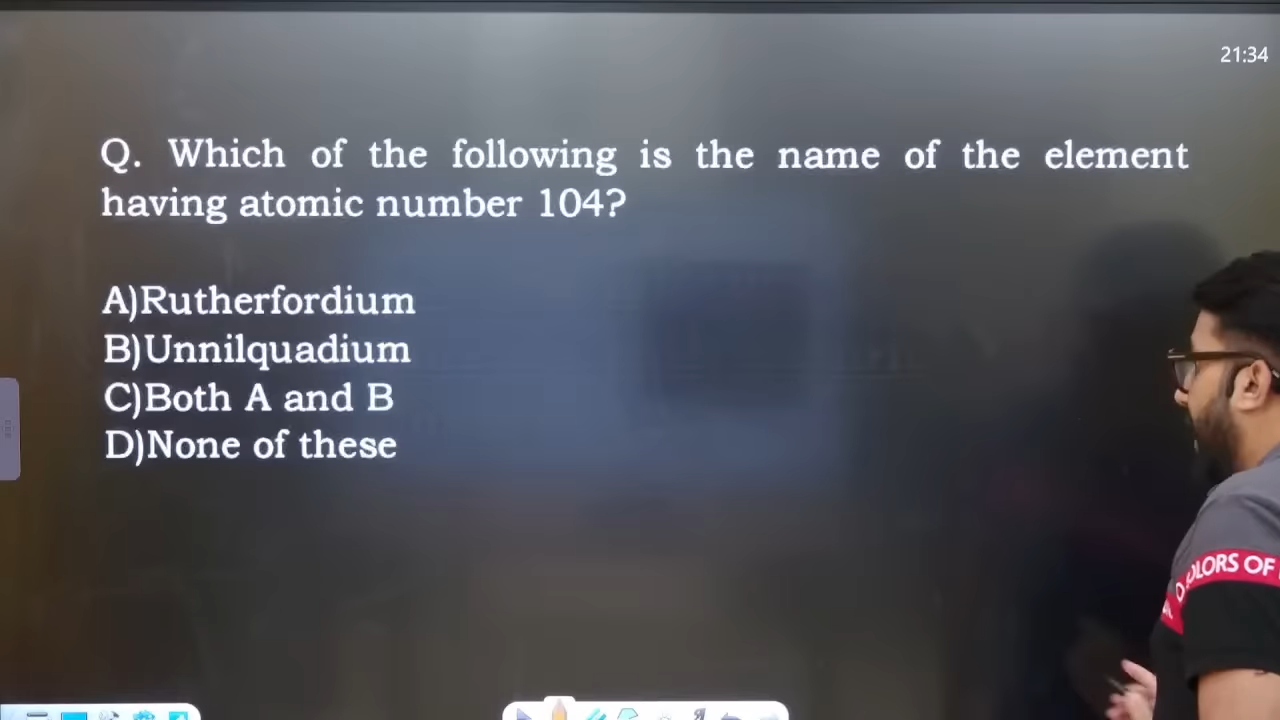 21:34
Q. Which of the following is the name of the element
having atomic number 104?
A)Rutherfordium
B)Unnilquadium
C)Both A and B
D)None of these
OLORS OF